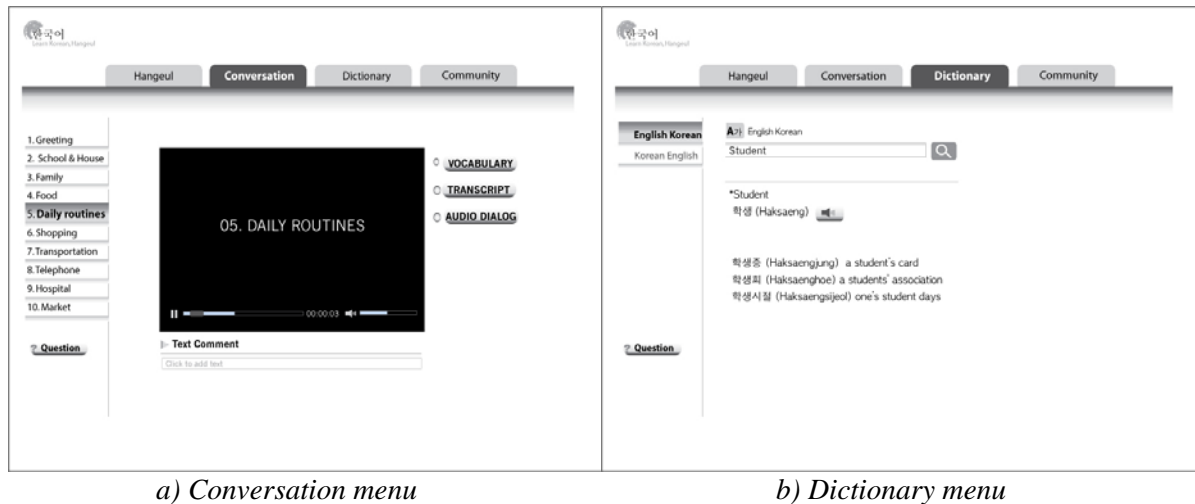 한국어
Learn Korean, Hangeul
Hangeul Conversation Dictionary Community
1. Greeting
2. School & House
3. Family
4. Food
5. Daily routines
6. Shopping
7. Transportation
8. Telephone
9. Hospital
10. Market
? Question
05. DAILY ROUTINES
00:00:03
VOCABULARY
TRANSCRIPT
AUDIO DIALOG
Text Comment
Click to add text
한국어
Learn Korean, Hangeul
Hangeul Conversation Dictionary Community
English Korean
Korean English
? Question
A가 English Korean
Student
*Student
학생 (Haksaeng)
학생증 (Haksaengjung) a student's card
학생회 (Haksaenghoe) a students' association
학생시절 (Haksaengsijeol) one's student days
a) Conversation menu
b) Dictionary menu